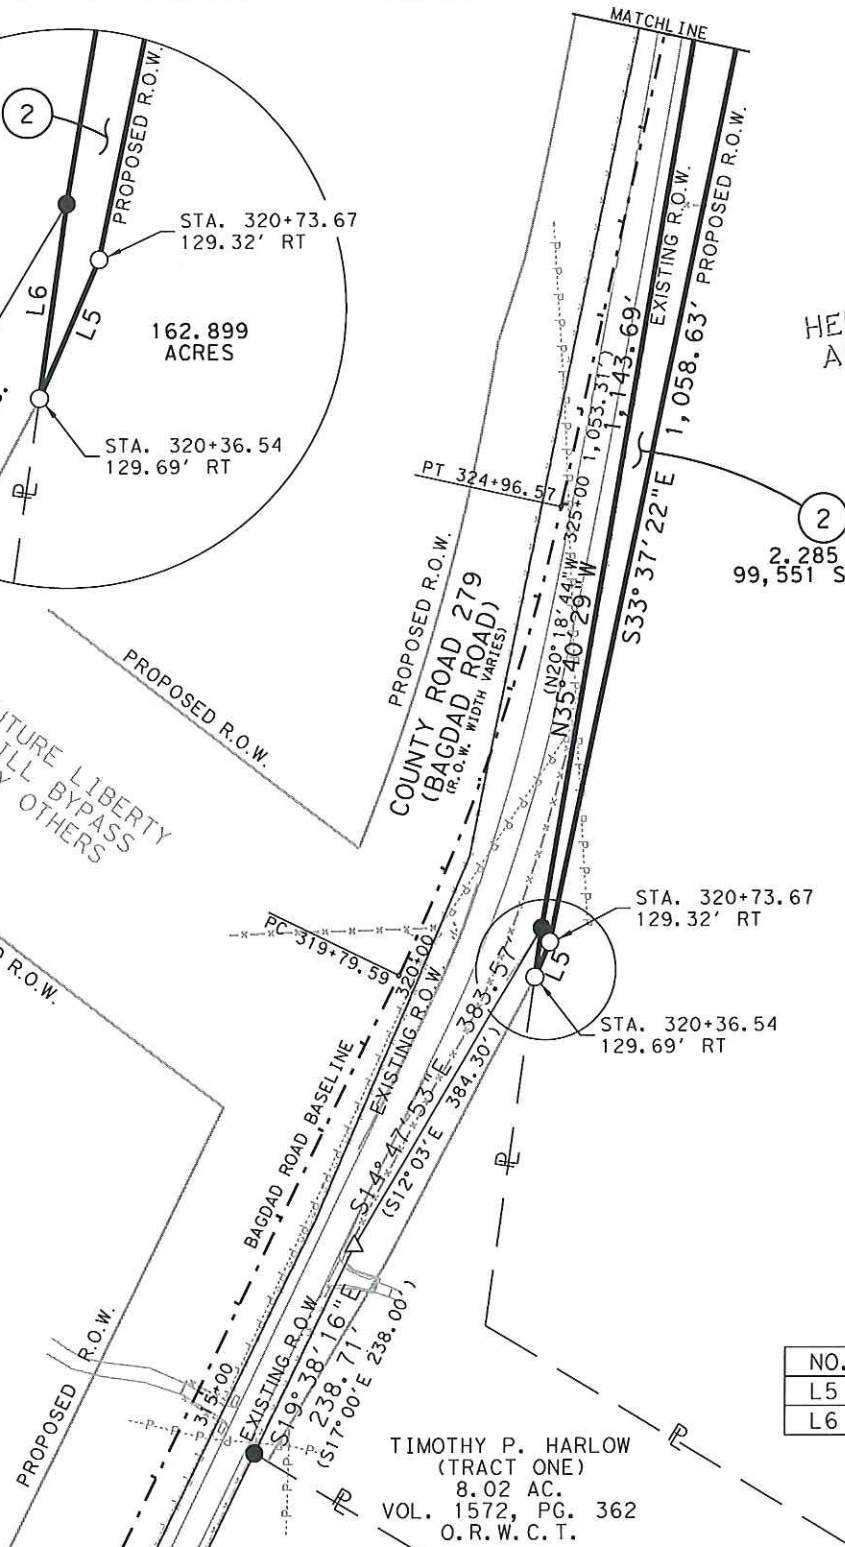 MATCHLINE
2
PROPOSED R.O.W.
STA. 320+73.67
129.32' RT
L6
L5
162.899
ACRES
STA. 320+36.54
129.69' RT
PL
EXISTING R.O.W.
PROPOSED R.O.W.
1,143.69'
1,058.63'
(N20°18'44"W 1,053.31')
325+00
N35°40'29"W
S33°37'22"E
PT 324+96.57
2
2.285
99,551 S
PROPOSED R.O.W.
COUNTY ROAD 279
(BAGDAD ROAD)
(R.O.W. WIDTH VARIES)
PROPOSED R.O.W.
LIBERTY
BYPASS
OTHERS
R.O.W.
PC 319+79.59
320+00
EXISTING R.O.W.
STA. 320+73.67
129.32' RT
L5
STA. 320+36.54
129.69' RT
S14°47'53"E 383.57'
(S12°03'E 384.30')
BAGDAD ROAD BASELINE
PL
PROPOSED R.O.W.
315+00
EXISTING R.O.W.
S19°38'16"E
238.71'
(S17°00'E 238.00')
NO.
L5
L6
TIMOTHY P. HARLOW
(TRACT ONE)
8.02 AC.
VOL. 1572, PG. 362
O.R.W.C.T.
PL
PL